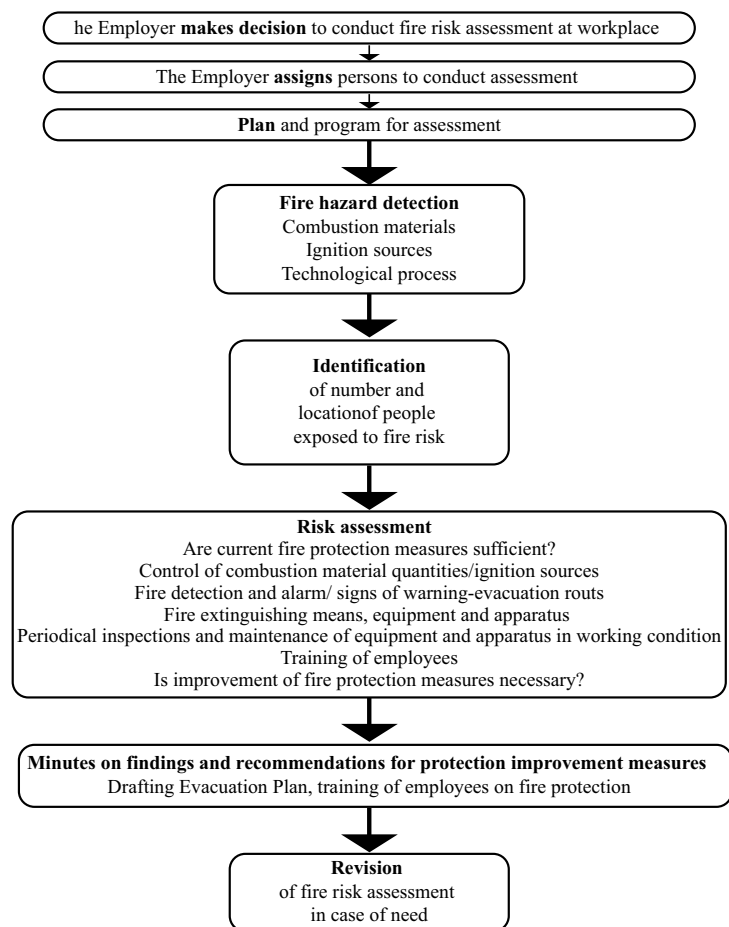 he Employer makes decision to conduct fire risk assessment at workplace
The Employer assigns persons to conduct assessment
Plan and program for assessment
Fire hazard detection
Combustion materials
Ignition sources
Technological process
Identification
of number and
locationof people
exposed to fire risk
Risk assessment
Are current fire protection measures sufficient?
Control of combustion material quantities/ignition sources
Fire detection and alarm/ signs of warning-evacuation routs
Fire extinguishing means, equipment and apparatus
Periodical inspections and maintenance of equipment and apparatus in working condition
Training of employees
Is improvement of fire protection measures necessary?
Minutes on findings and recommendations for protection improvement measures
Drafting Evacuation Plan, training of employees on fire protection
Revision
of fire risk assessment
in case of need